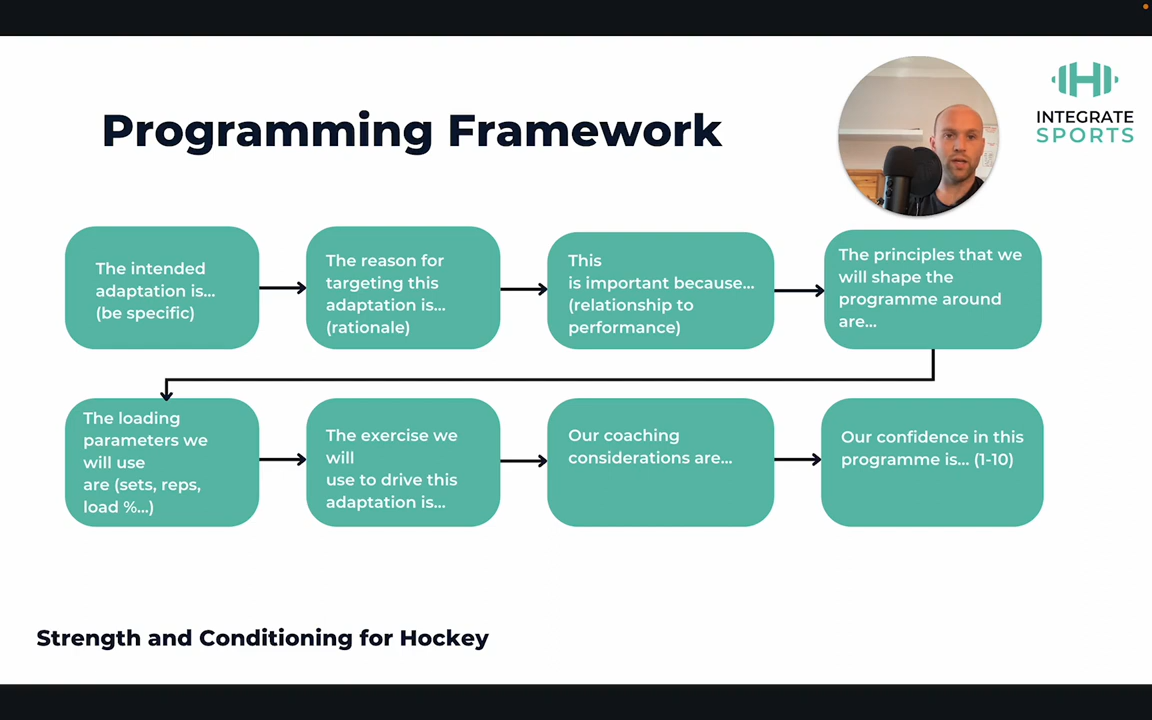 Programming Framework
INTEGRATE
SPORTS
The intended
adaptation is...
(be specific)
The reason for
targeting this
adaptation is...
(rationale)
This
is important because...
(relationship to
performance)
The principles that we
will shape the
programme around
are...
The loading
parameters we
will use
are (sets, reps,
load %...)
The exercise we
will
use to drive this
adaptation is...
Our coaching
considerations are...
Our confidence in this
programme is... (1-10)
Strength and Conditioning for Hockey